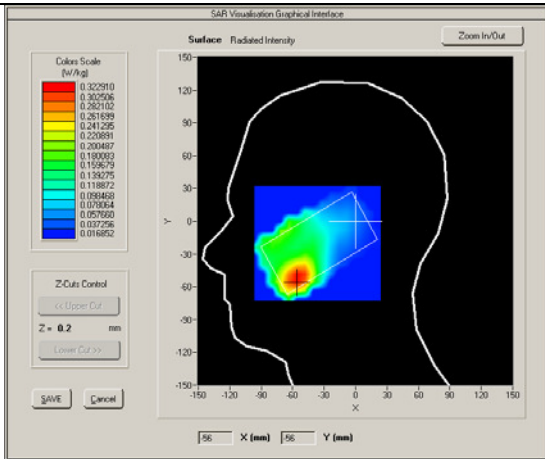 SAR Visualisation Graphical Interface
Surface Radiated Intensity
Zoom In/Out
Colors Scale
(W/kg)
0.322910
0.302506
0.282102
0.261699
0.241295
0.220891
0.200487
0.180083
0.159679
0.139275
0.118872
0.098468
0.078064
0.057660
0.037256
0.016852
150
120
90
60
30
0
-30
-60
-90
-120
-150
Y
-150 -120 -90 -60 -30 0 30 60 90 120 150
X
Z-Cuts Control
<< Upper Cut
Z = 0.2 mm
Lower Cut >>
SAVE Cancel
-56 X (mm) -56 Y (mm)